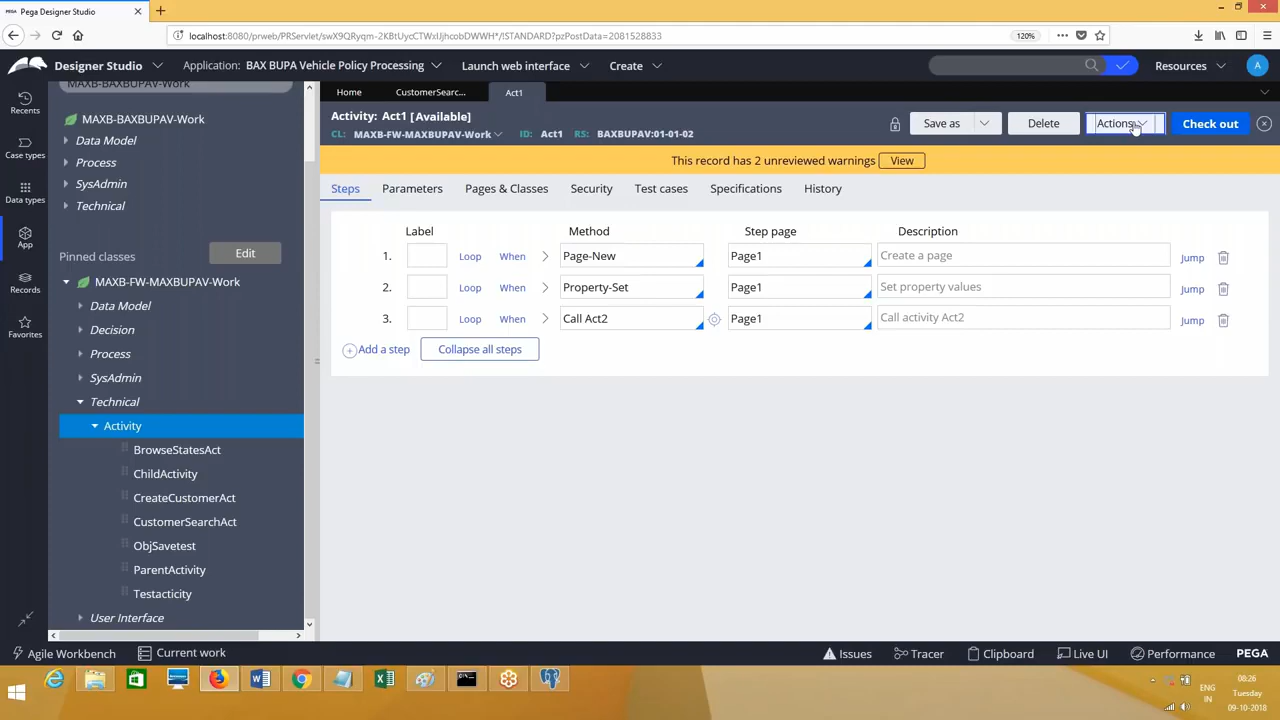 Pega Designer Studio
localhost:8080/prweb/PRServlet/swX9QRyqm-2KBtUycCTWxIJjhcobDWWH*/!STANDARD?pzPostData=2081528833
120%
Designer Studio
Application: BAX BUPA Vehicle Policy Processing
Launch web interface
Create
Resources
A
Recents
Case types
Data types
App
Records
Favorites
MAXB-BAXBUPAV-Work
MAXB-BAXBUPAV-Work
Data Model
Process
SysAdmin
Technical
Pinned classes
Edit
MAXB-FW-MAXBUPAV-Work
Data Model
Decision
Process
SysAdmin
Technical
Activity
BrowseStatesAct
ChildActivity
CreateCustomerAct
CustomerSearchAct
ObjSavetest
ParentActivity
Testacticity
User Interface
Home
CustomerSearc...
Act1
Activity: Act1 [Available]
CL: MAXB-FW-MAXBUPAV-Work ID: Act1 RS: BAXBUPAV:01-01-02
Save as
Delete
Actions
Check out
This record has 2 unreviewed warnings View
Steps Parameters Pages & Classes Security Test cases Specifications History
Label Method Step page Description
1. Loop When Page-New Page1 Create a page Jump
2. Loop When Property-Set Page1 Set property values Jump
3. Loop When Call Act2 Page1 Call activity Act2 Jump
Add a step Collapse all steps
Agile Workbench Current work
Issues Tracer Clipboard Live UI Performance PEGA
ENG
IN
08:26
Tuesday
09-10-2018